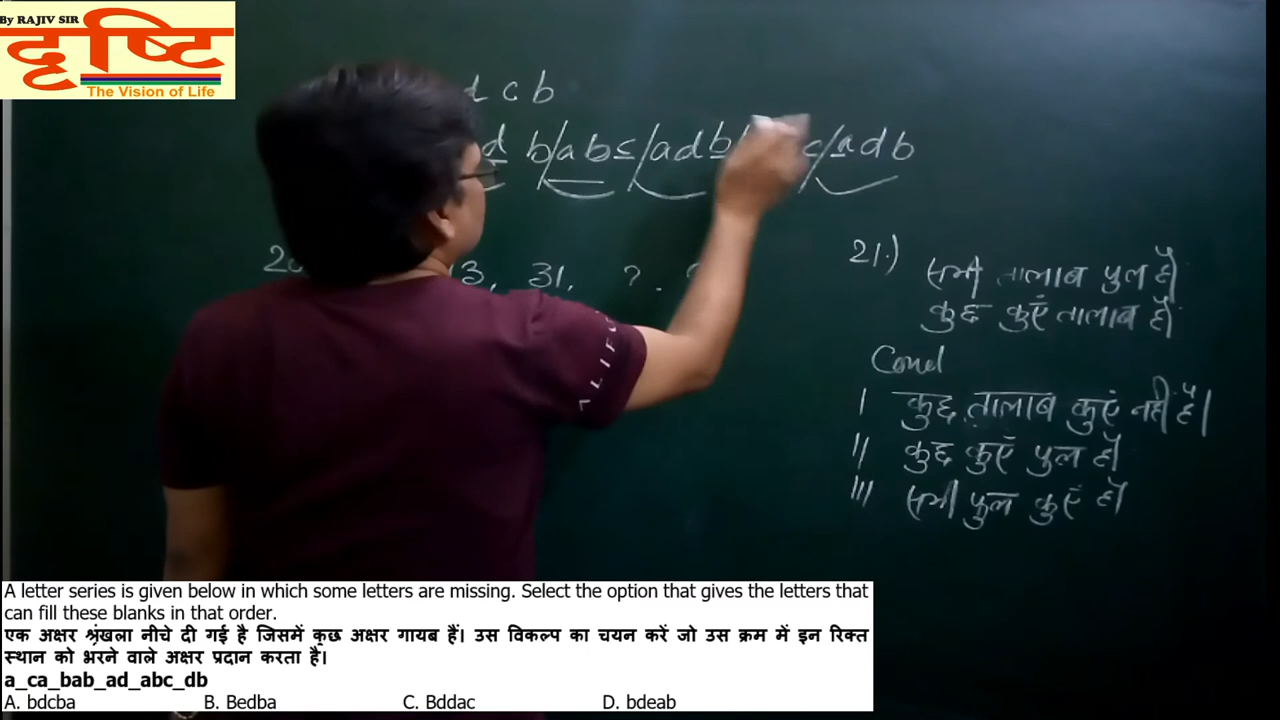 By RAJIV SIR
दृष्टि
The Vision of Life
d c b
d b/a b c/a d b/ c/a d b
20 13, 31, ? .
21.) सभी तालाब पुल है
कुछ कुएं तालाब है
Concl
I कुछ तालाब कुएं नहीं है।
II कुछ कुएं पुल है
III सभी पुल कुएं है
A letter series is given below in which some letters are missing. Select the option that gives the letters that
can fill these blanks in that order.
एक अक्षर श्रृंखला नीचे दी गई है जिसमें कुछ अक्षर गायब हैं। उस विकल्प का चयन करें जो उस क्रम में इन रिक्त
स्थान को भरने वाले अक्षर प्रदान करता है।
a_ca_bab_ad_abc_db
A. bdcba B. Bedba C. Bddac D. bdeab